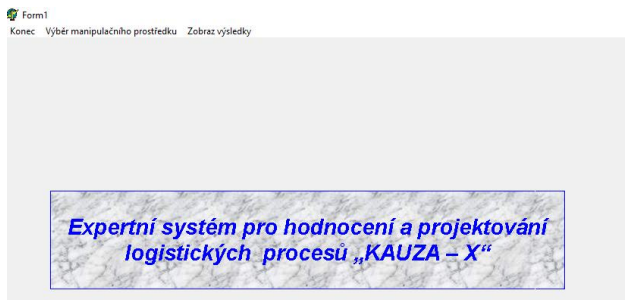 Form1
Konec Výběr manipulačního prostředku Zobraz výsledky
Expertní systém pro hodnocení a projektování
logistických procesů „KAUZA – X“